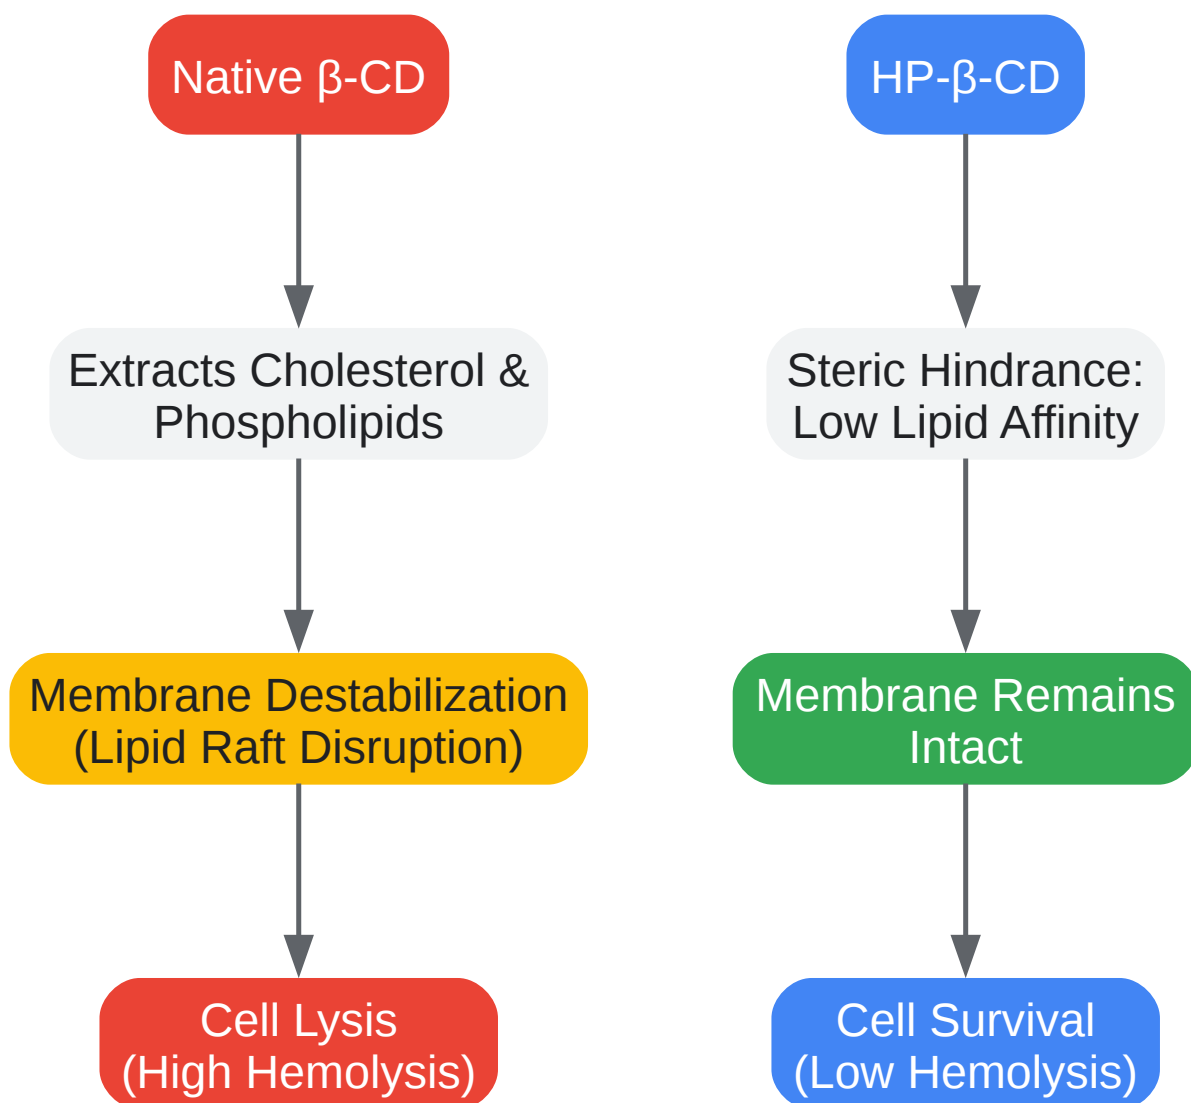 Native β-CD
Extracts Cholesterol &
Phospholipids
Membrane Destabilization
(Lipid Raft Disruption)
Cell Lysis
(High Hemolysis)
HP-β-CD
Steric Hindrance:
Low Lipid Affinity
Membrane Remains
Intact
Cell Survival
(Low Hemolysis)